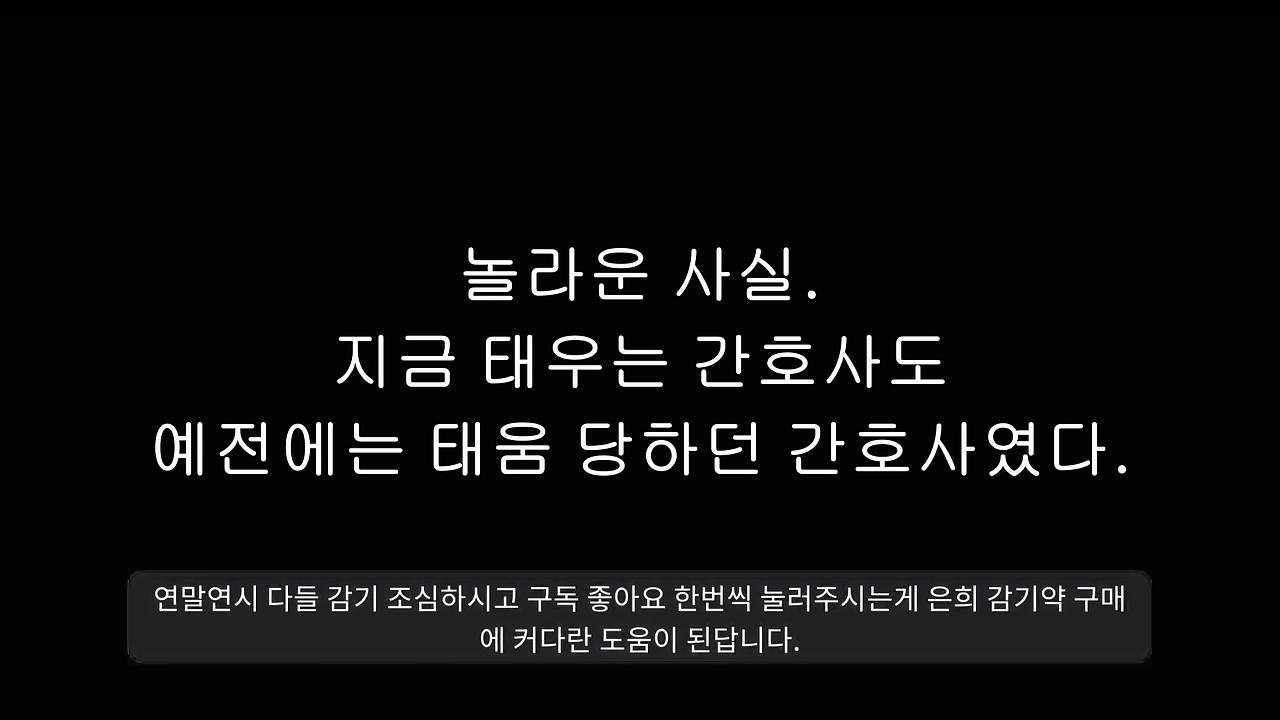 놀라운 사실.
지금 태우는 간호사도
예전에는 태움 당하던 간호사였다.
연말연시 다들 감기 조심하시고 구독 좋아요 한번씩 눌러주시는게 은희 감기약 구매
에 커다란 도움이 된답니다.